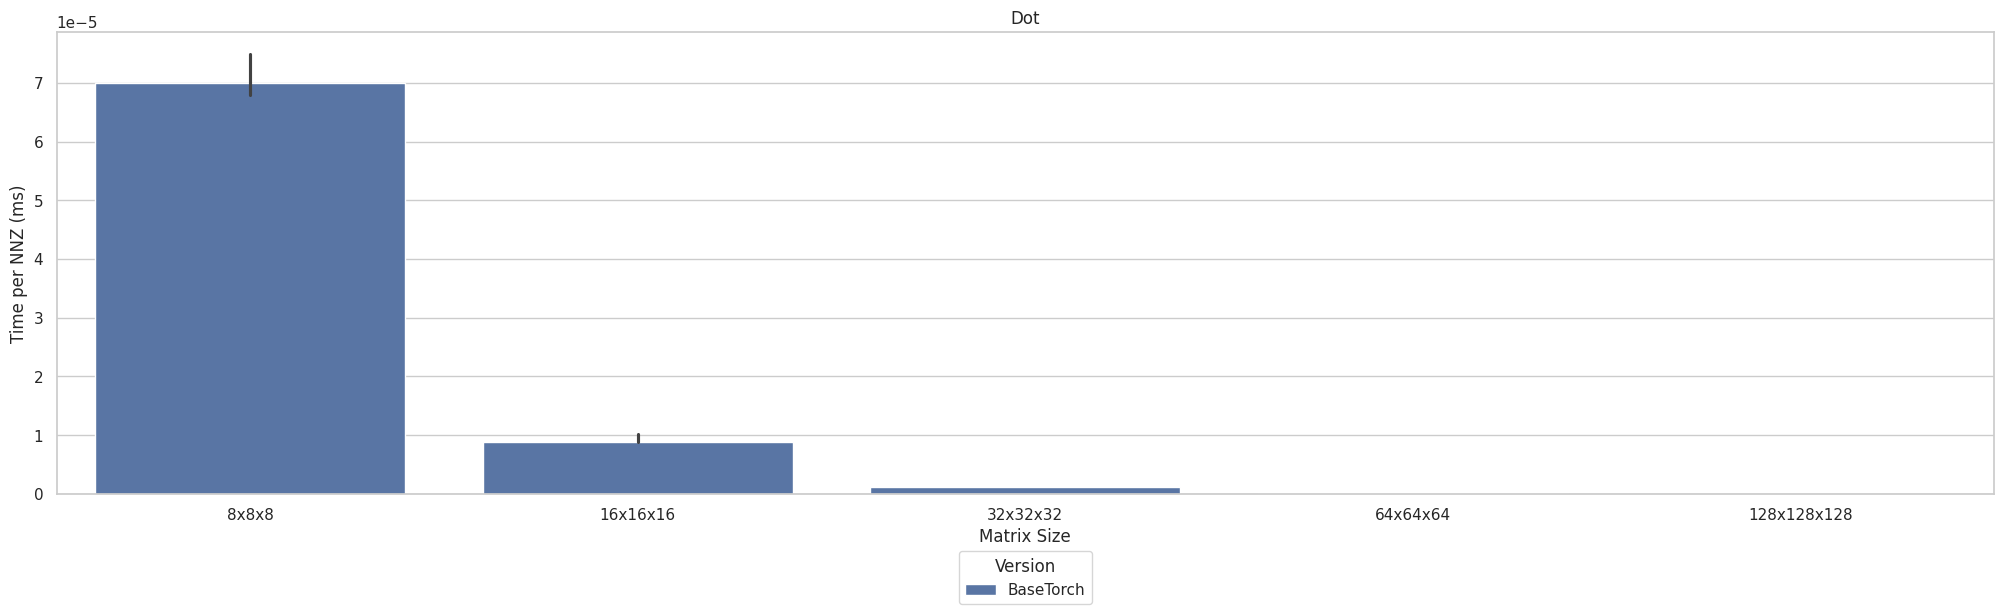 Dot
1e−5
Time per NNZ (ms)
7
6
5
4
3
2
1
0
8x8x8
16x16x16
32x32x32
64x64x64
128x128x128
Matrix Size
Version
BaseTorch